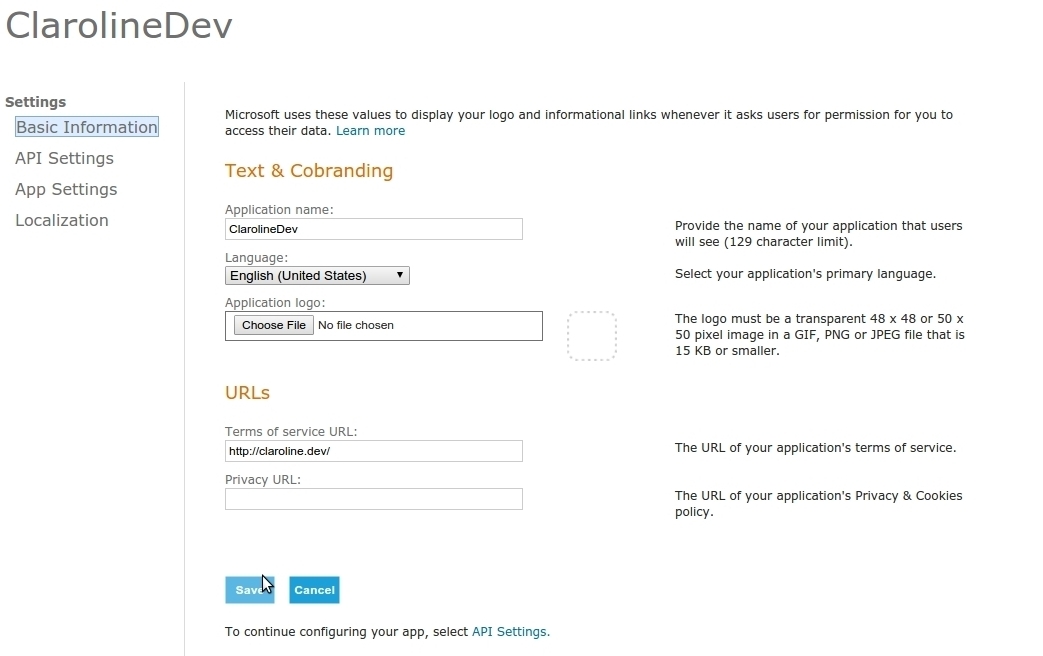 ClarolineDev
Settings
Basic Information
API Settings
App Settings
Localization
Microsoft uses these values to display your logo and informational links whenever it asks users for permission for you to
access their data. Learn more
Text & Cobranding
Application name:
ClarolineDev
Provide the name of your application that users
will see (129 character limit).
Language:
English (United States)
Select your application's primary language.
Application logo:
Choose File No file chosen
The logo must be a transparent 48 x 48 or 50 x
50 pixel image in a GIF, PNG or JPEG file that is
15 KB or smaller.
URLs
Terms of service URL:
http://claroline.dev/
The URL of your application's terms of service.
Privacy URL:
The URL of your application's Privacy & Cookies
policy.
Save Cancel
To continue configuring your app, select API Settings.